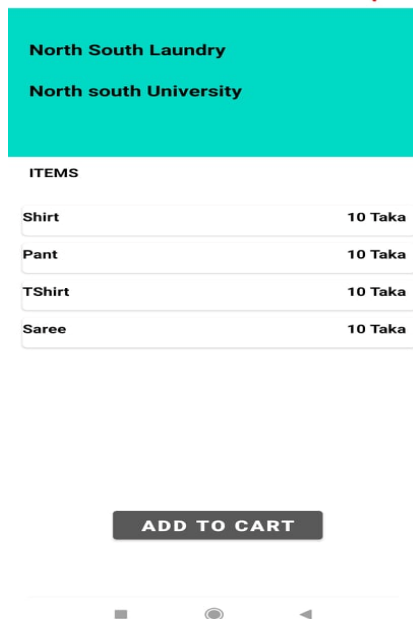 North South Laundry
North south University
ITEMS
Shirt 10 Taka
Pant 10 Taka
TShirt 10 Taka
Saree 10 Taka
ADD TO CART